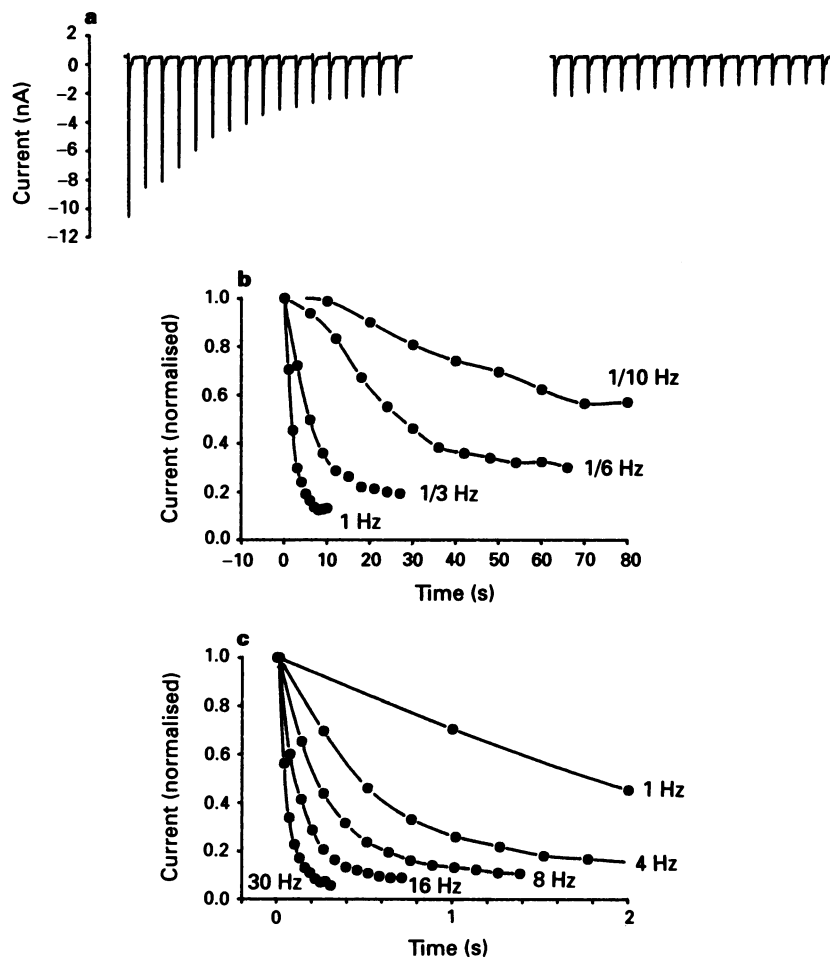 a
2
0
−2
−4
−6
−8
−10
−12
Current (nA)
b
1.0
0.8
0.6
0.4
0.2
0.0
Current (normalised)
1/10 Hz
1/6 Hz
1/3 Hz
1 Hz
−10 0 10 20 30 40 50 60 70 80
Time (s)
c
1.0
0.8
0.6
0.4
0.2
0.0
Current (normalised)
1 Hz
4 Hz
8 Hz
16 Hz
30 Hz
0 1 2
Time (s)